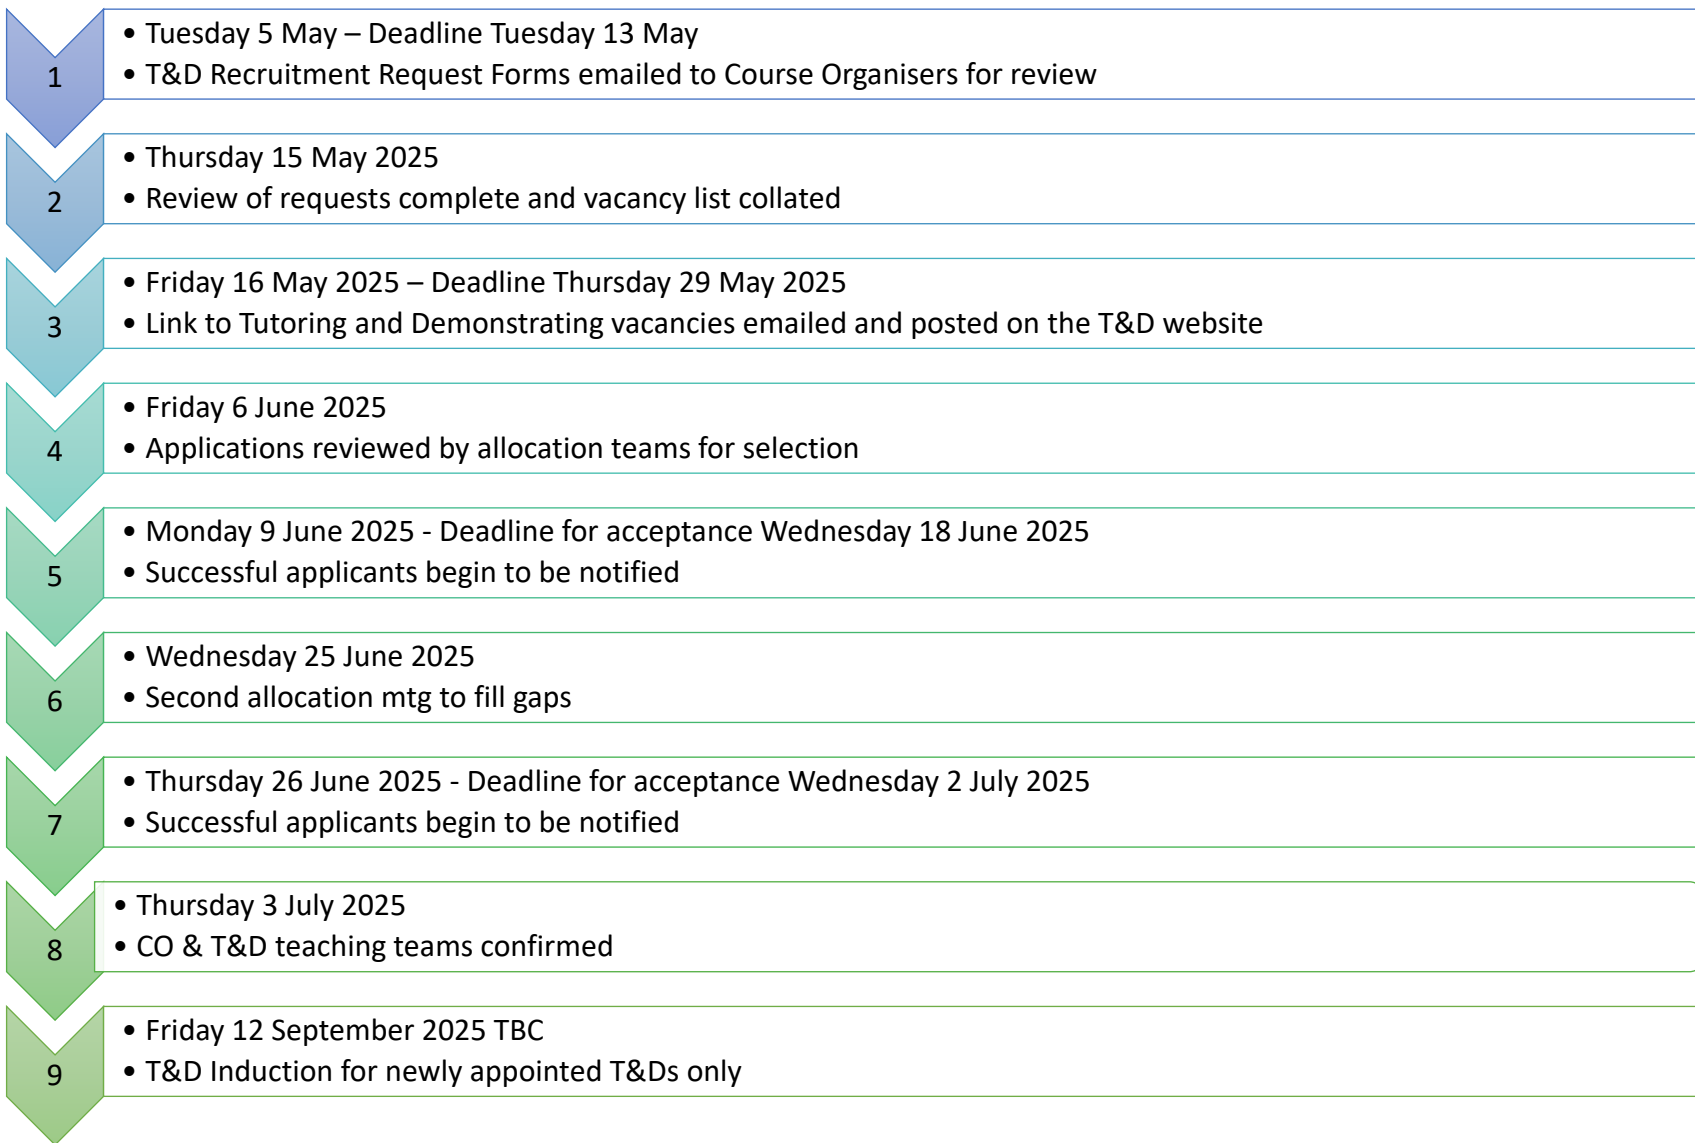 1
• Tuesday 5 May – Deadline Tuesday 13 May
• T&D Recruitment Request Forms emailed to Course Organisers for review
2
• Thursday 15 May 2025
• Review of requests complete and vacancy list collated
3
• Friday 16 May 2025 – Deadline Thursday 29 May 2025
• Link to Tutoring and Demonstrating vacancies emailed and posted on the T&D website
4
• Friday 6 June 2025
• Applications reviewed by allocation teams for selection
5
• Monday 9 June 2025 - Deadline for acceptance Wednesday 18 June 2025
• Successful applicants begin to be notified
6
• Wednesday 25 June 2025
• Second allocation mtg to fill gaps
7
• Thursday 26 June 2025 - Deadline for acceptance Wednesday 2 July 2025
• Successful applicants begin to be notified
8
• Thursday 3 July 2025
• CO & T&D teaching teams confirmed
9
• Friday 12 September 2025 TBC
• T&D Induction for newly appointed T&Ds only